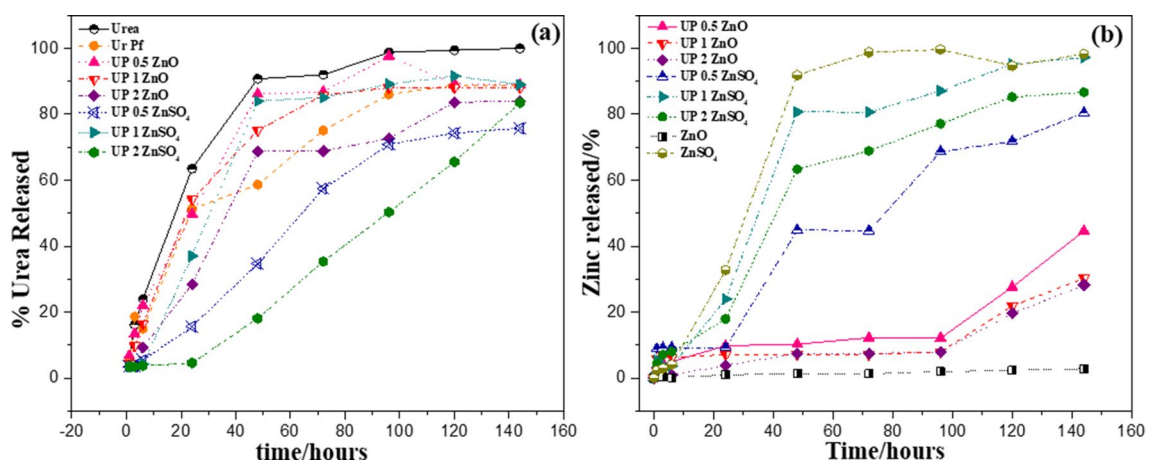 (a)
Urea
Ur Pf
UP 0.5 ZnO
UP 1 ZnO
UP 2 ZnO
UP 0.5 ZnSO4
UP 1 ZnSO4
UP 2 ZnSO4
% Urea Released
100
80
60
40
20
0
-20 0 20 40 60 80 100 120 140 160
time/hours
(b)
UP 0.5 ZnO
UP 1 ZnO
UP 2 ZnO
UP 0.5 ZnSO4
UP 1 ZnSO4
UP 2 ZnSO4
ZnO
ZnSO4
Zinc released/%
100
80
60
40
20
0
0 20 40 60 80 100 120 140 160
Time/hours